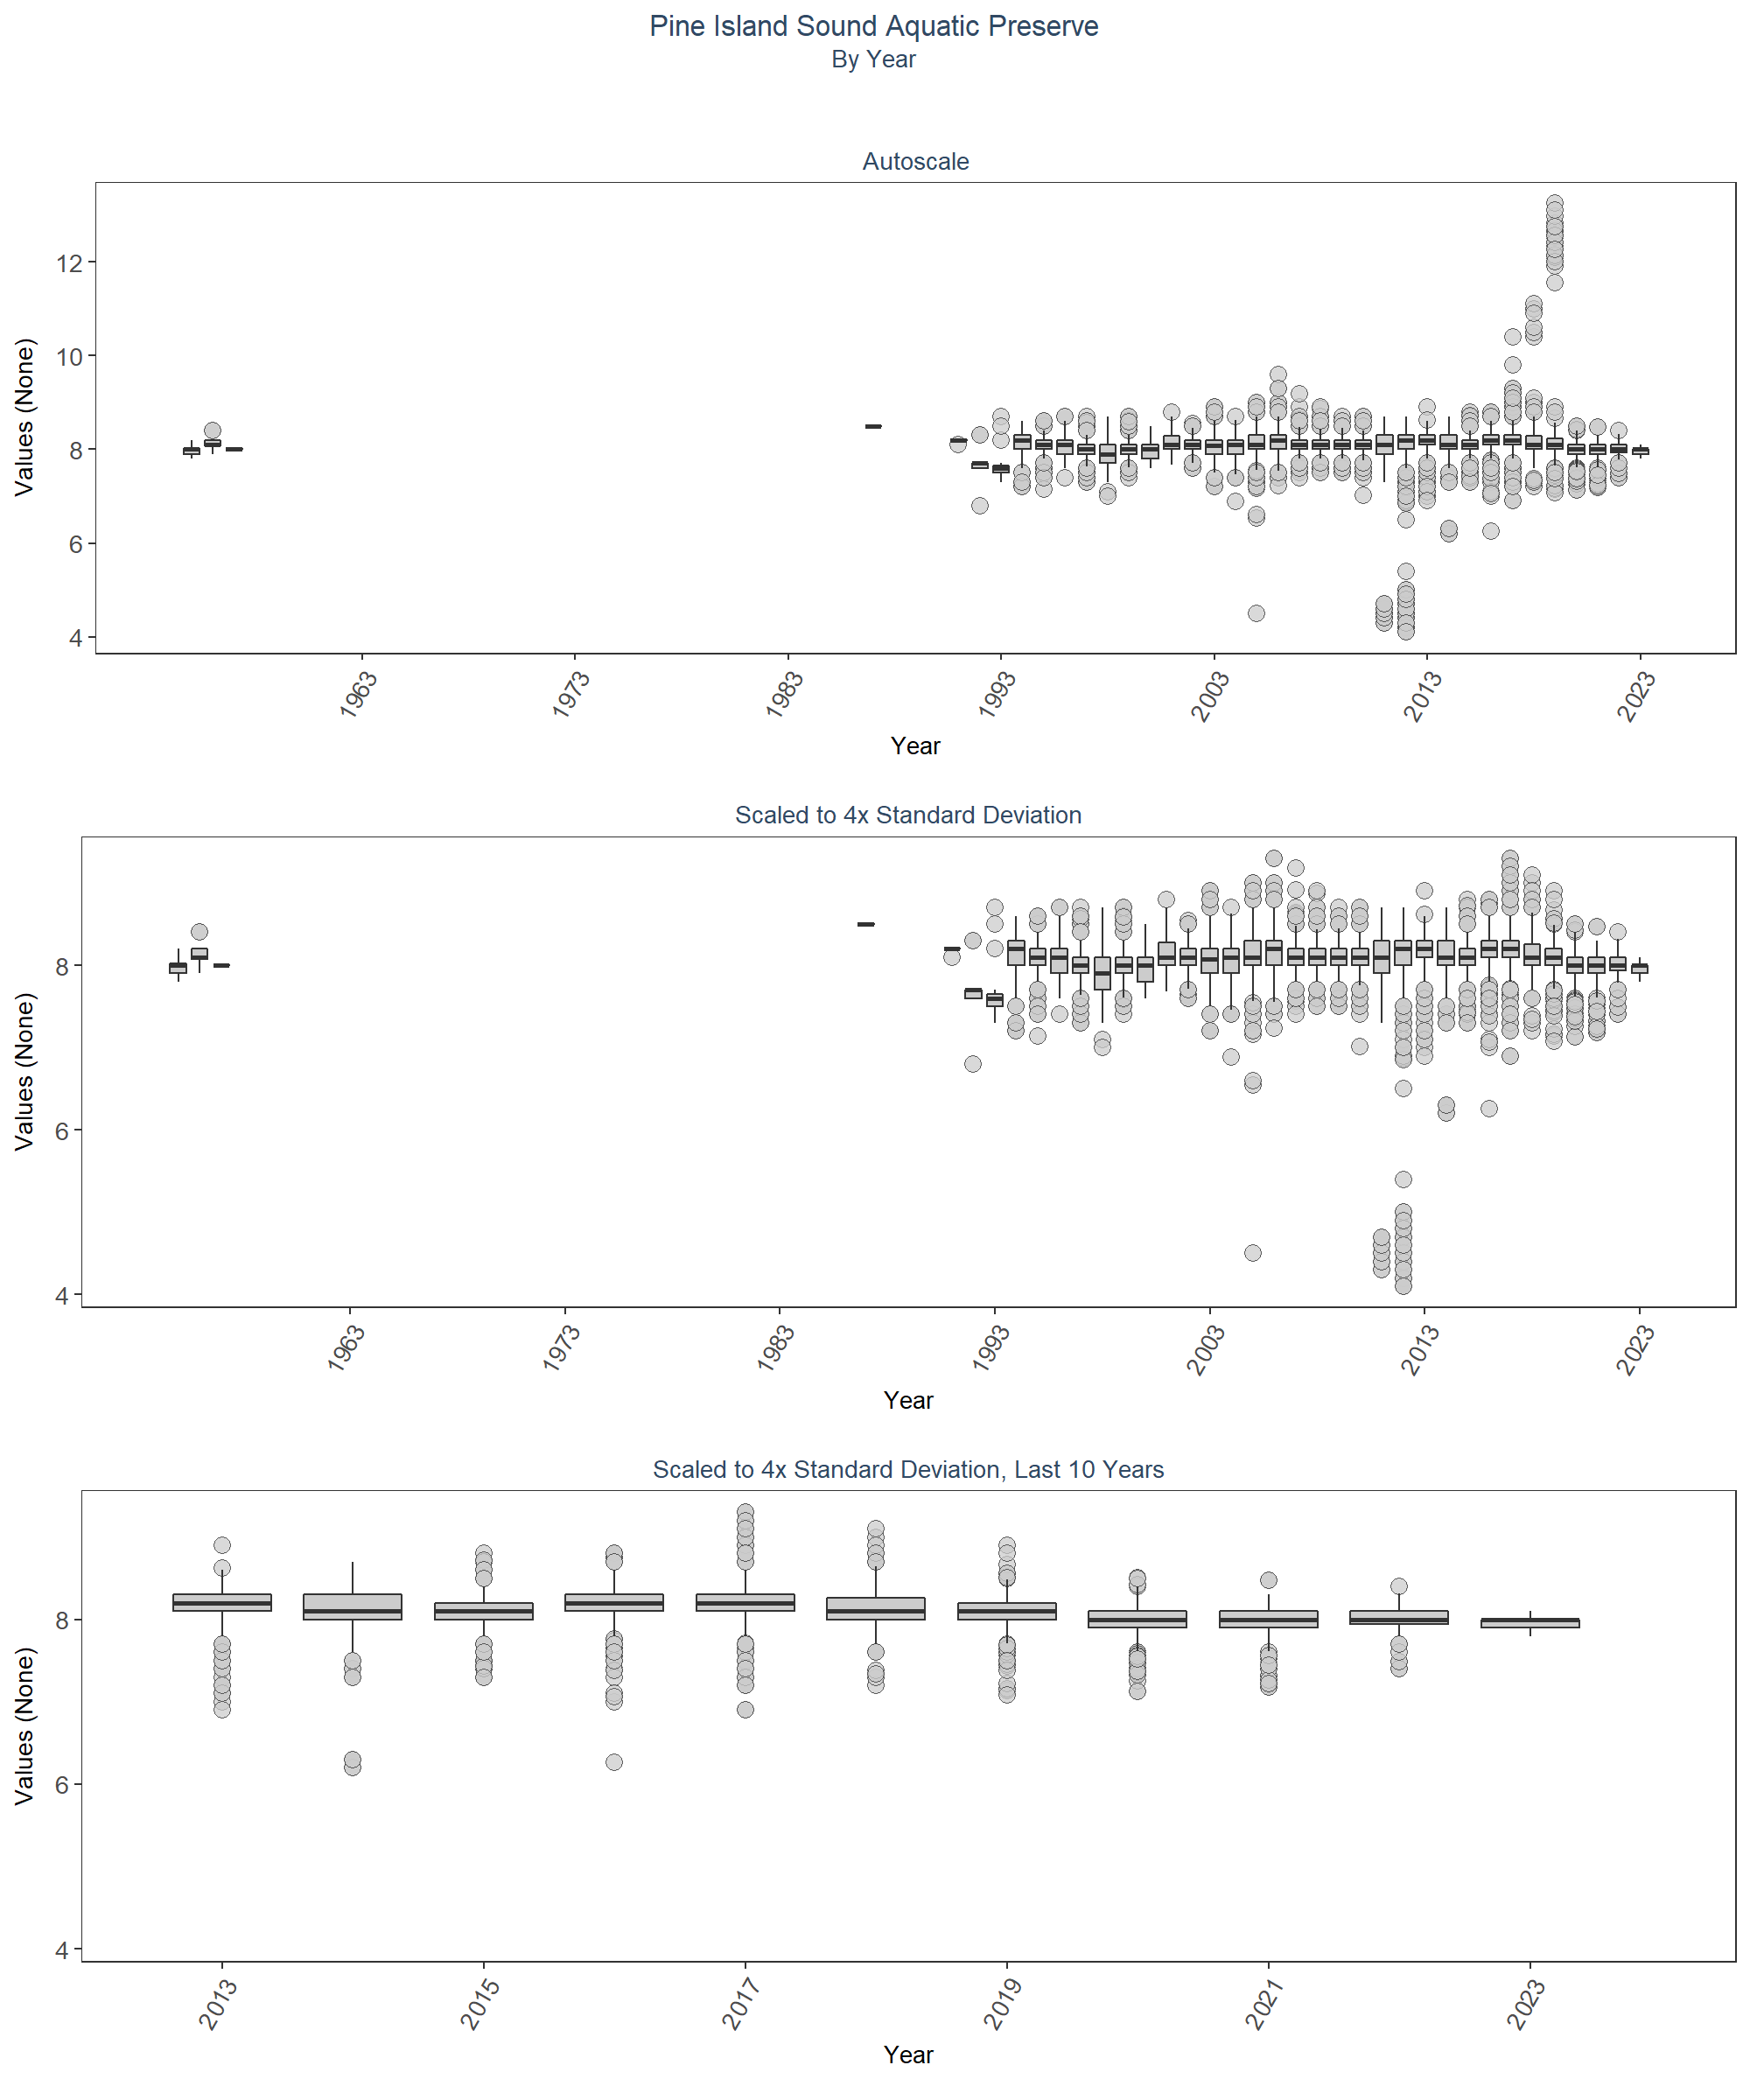 Pine Island Sound Aquatic Preserve
By Year
Autoscale
Values (None)
12
10
8
6
4
1963 1973 1983 1993 2003 2013 2023
Year
Scaled to 4x Standard Deviation
Values (None)
8
6
4
1963 1973 1983 1993 2003 2013 2023
Year
Scaled to 4x Standard Deviation, Last 10 Years
Values (None)
8
6
4
2013 2015 2017 2019 2021 2023
Year